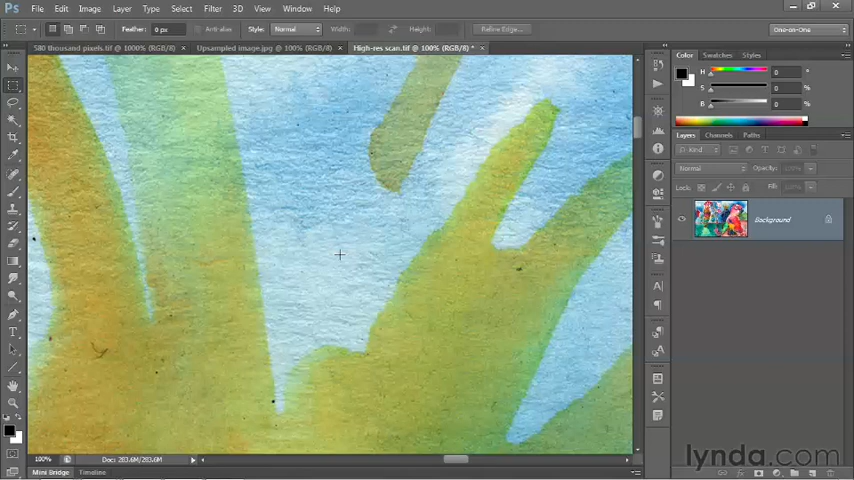 Ps File Edit Image Layer Type Select Filter 3D View Window Help
Feather: 0 px Anti-alias Style: Normal Width: Height: Refine Edge... One-on-One
580 thousand pixels.tif @ 1000% (RGB/8) × Upsampled image.jpg @ 100% (RGB/8) × High-res scan.tif @ 100% (RGB/8) * ×
Color Swatches Styles
H 0 °
S 0 %
B 0 %
Layers Channels Paths
Kind
Normal Opacity: 100%
Lock: Fill: 100%
Background
A
T
A
lynda.com
100% Doc: 283.6M/283.6M
Mini Bridge Timeline